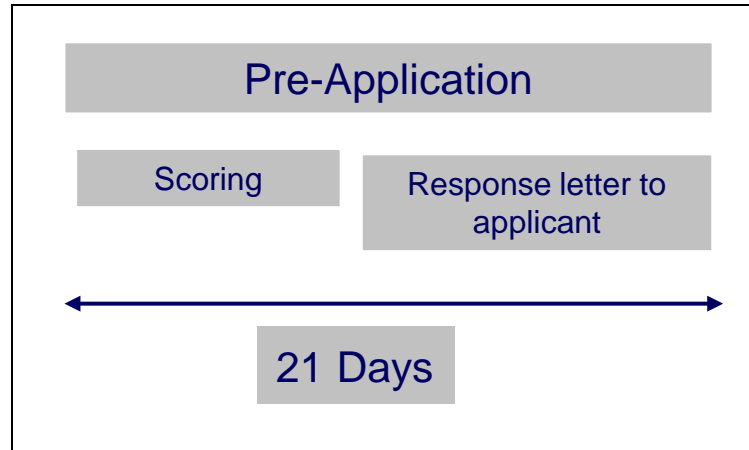 Pre-Application
Scoring
Response letter to
applicant
21 Days